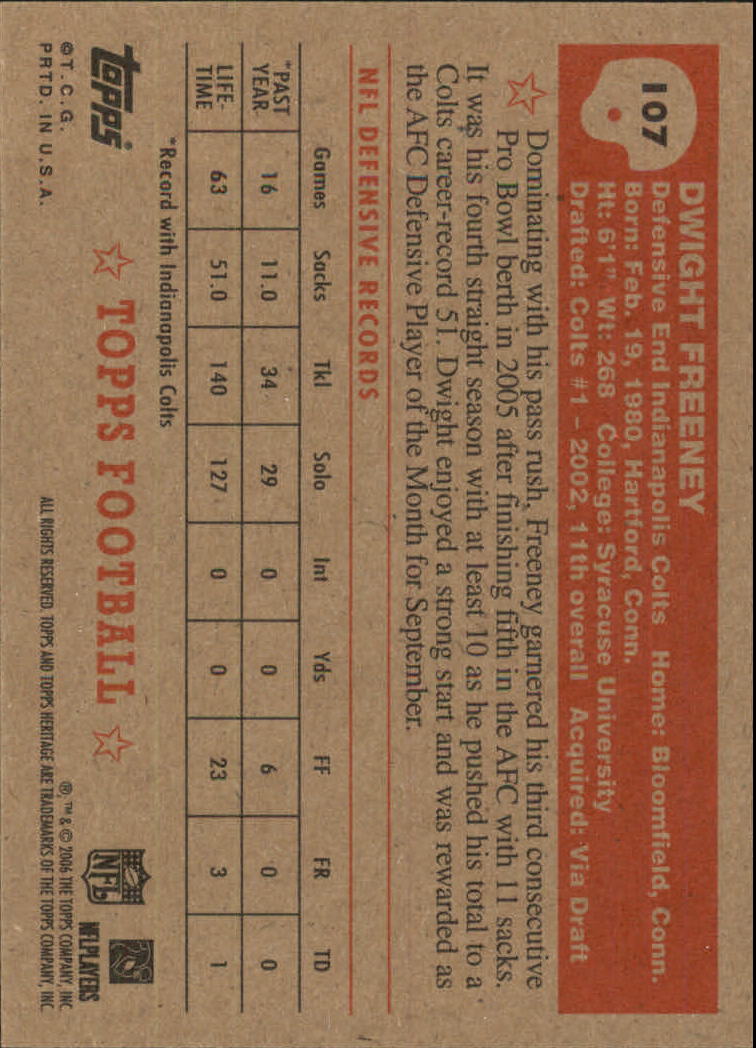 107
DWIGHT FREENEY
Defensive End Indianapolis Colts Home: Bloomfield, Conn.
Born: Feb. 19, 1980, Hartford, Conn.
Ht: 6'1" Wt: 268 College: Syracuse University
Drafted: Colts #1 – 2002, 11th overall Acquired: Via Draft
Dominating with his pass rush, Freeney garnered his third consecutive
Pro Bowl berth in 2005 after finishing fifth in the AFC with 11 sacks.
It was his fourth straight season with at least 10 as he pushed his total to a
Colts career-record 51. Dwight enjoyed a strong start and was rewarded as
the AFC Defensive Player of the Month for September.
NFL DEFENSIVE RECORDS
Games Sacks Tkl Solo Int Yds FF FR TD
*PAST YEAR 16 11.0 34 29 0 0 6 0 0
LIFE-TIME 63 51.0 140 127 0 0 23 3 1
*Record with Indianapolis Colts
topps
TOPPS FOOTBALL
NFL
NFLPLAYERS
©T.C.G.
PRTD. IN U.S.A.
®, ™ & © 2006 THE TOPPS COMPANY, INC
ALL RIGHTS RESERVED TOPPS AND TOPPS HERITAGE ARE TRADEMARKS OF THE TOPPS COMPANY, INC